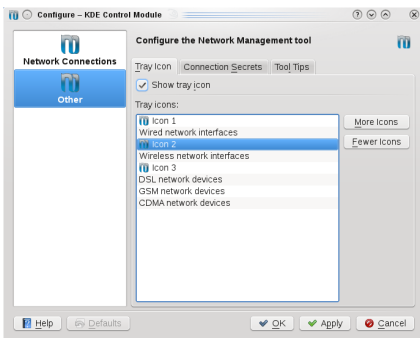 Configure – KDE Control Module
Network Connections
Other
Configure the Network Management tool
Tray Icon
Connection Secrets
Tool Tips
Show tray icon
Tray icons:
Icon 1
Wired network interfaces
Icon 2
Wireless network interfaces
Icon 3
DSL network devices
GSM network devices
CDMA network devices
More Icons
Fewer Icons
Help
Defaults
OK
Apply
Cancel